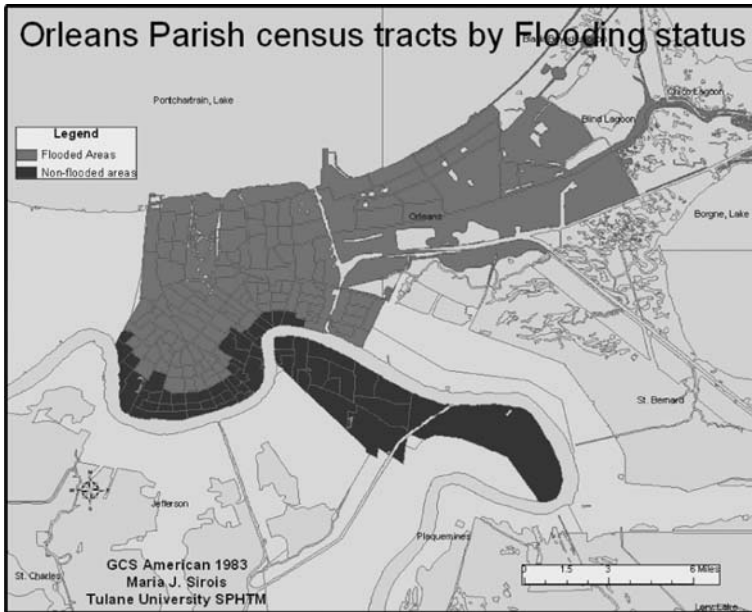 Orleans Parish census tracts by Flooding status
Pontchartrain, Lake
Chico Lagoon
Blind Lagoon
Legend
Flooded Areas
Non-flooded areas
Orleans
Borgne, Lake
St. Bernard
Jefferson
Plaquemines
GCS American 1983
Maria J. Sirois
Tulane University SPHTM
St. Charles
0 1.5 3 6 Miles